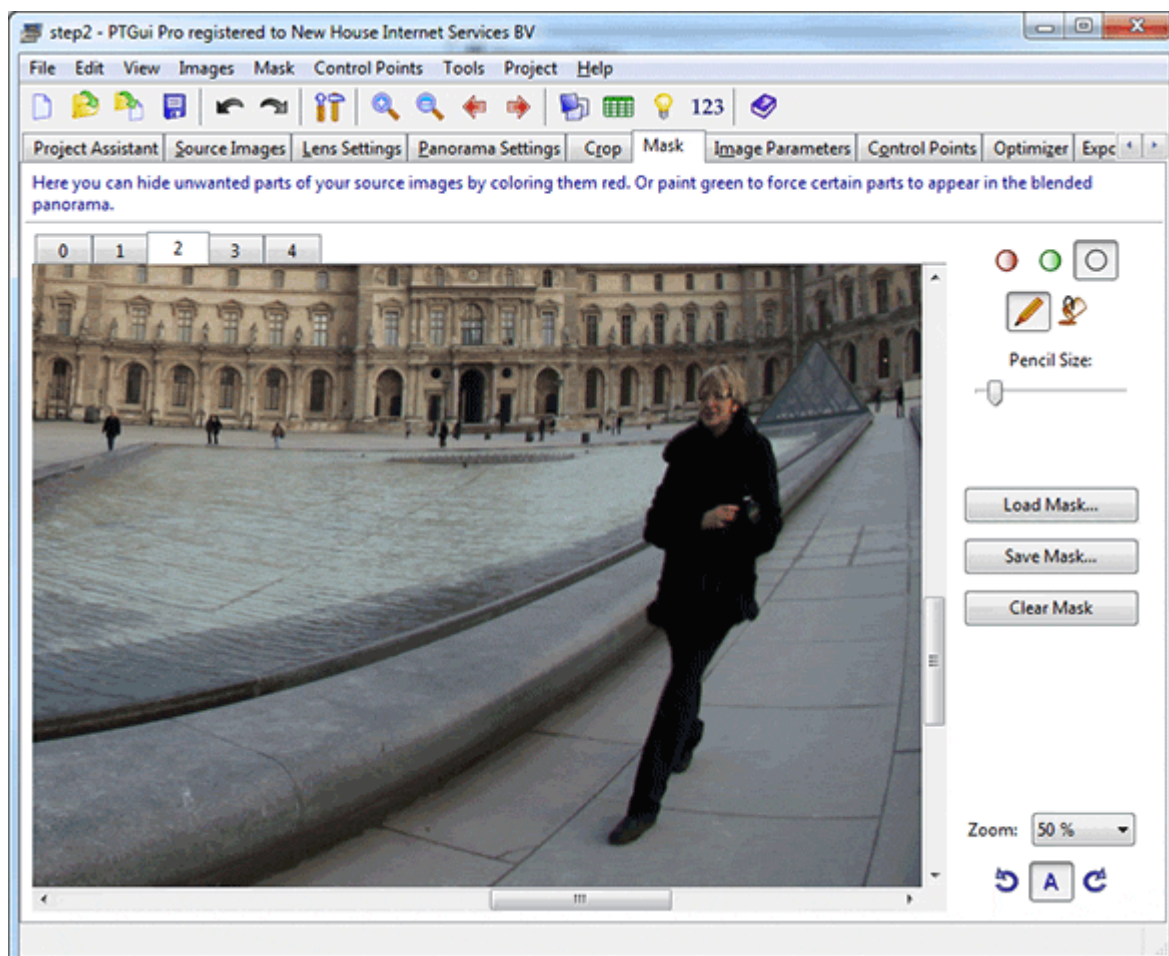 step2 - PTGui Pro registered to New House Internet Services BV
File Edit View Images Mask Control Points Tools Project Help
123
Project Assistant Source Images Lens Settings Panorama Settings Crop Mask Image Parameters Control Points Optimizer Expc
Here you can hide unwanted parts of your source images by coloring them red. Or paint green to force certain parts to appear in the blended
panorama.
0 1 2 3 4
Pencil Size:
Load Mask...
Save Mask...
Clear Mask
Zoom: 50 %
A